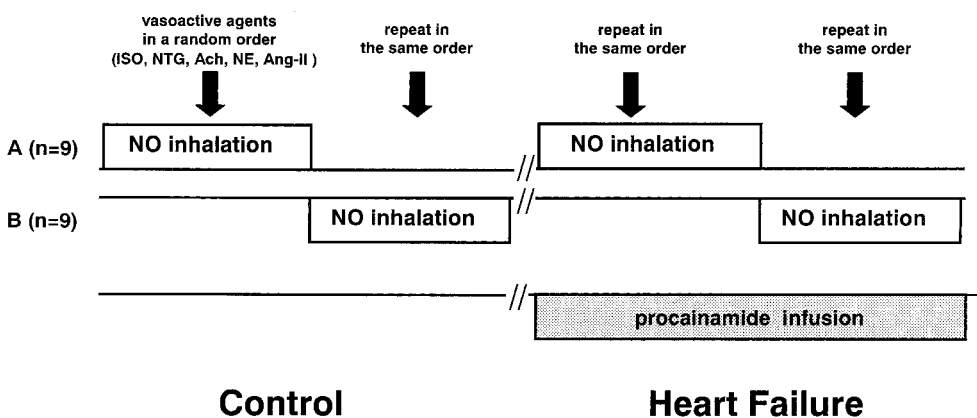 vasoactive agents
in a random order
(ISO, NTG, Ach, NE, Ang-II )
repeat in
the same order
repeat in
the same order
repeat in
the same order
A (n=9)
NO inhalation
NO inhalation
B (n=9)
NO inhalation
NO inhalation
procainamide infusion
Control
Heart Failure